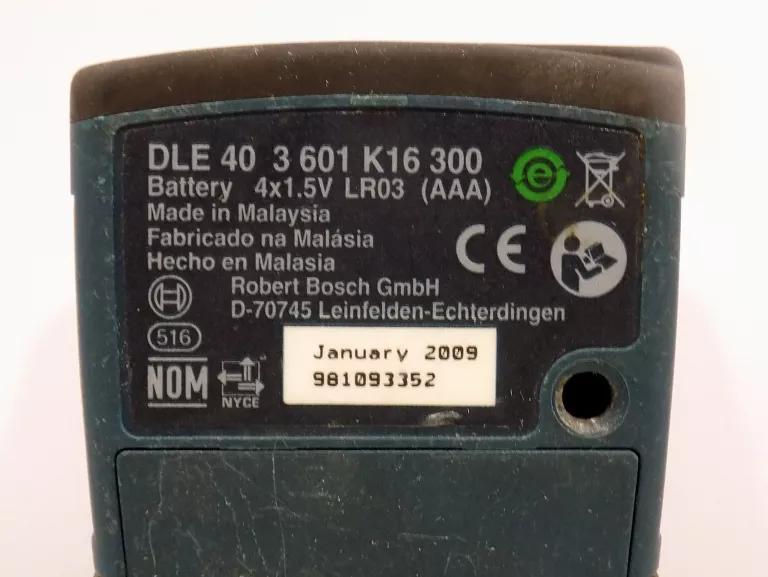 DLE 40 3 601 K16 300
Battery 4x1.5V LR03 (AAA)
Made in Malaysia
Fabricado na Malásia
Hecho en Malasia
CE
e
Robert Bosch GmbH
D-70745 Leinfelden-Echterdingen
516
NOM
NYCE
January 2009
981093352